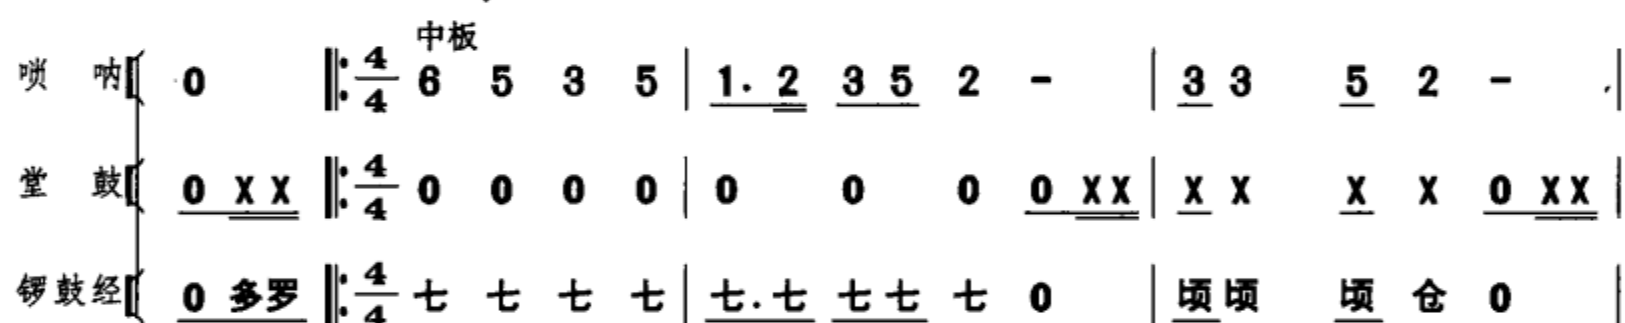 中板
唢 呐 0 ‖: 4/4 6 5 3 5 | 1. 2 3 5 2 - | 3 3 5 2 - |
堂 鼓 0 X X ‖: 4/4 0 0 0 0 | 0 0 0 0 X X | X X X X 0 X X |
锣鼓经 0 多罗 ‖: 4/4 七 七 七 七 | 七. 七 七 七 七 0 | 顷 顷 顷 仓 0 |